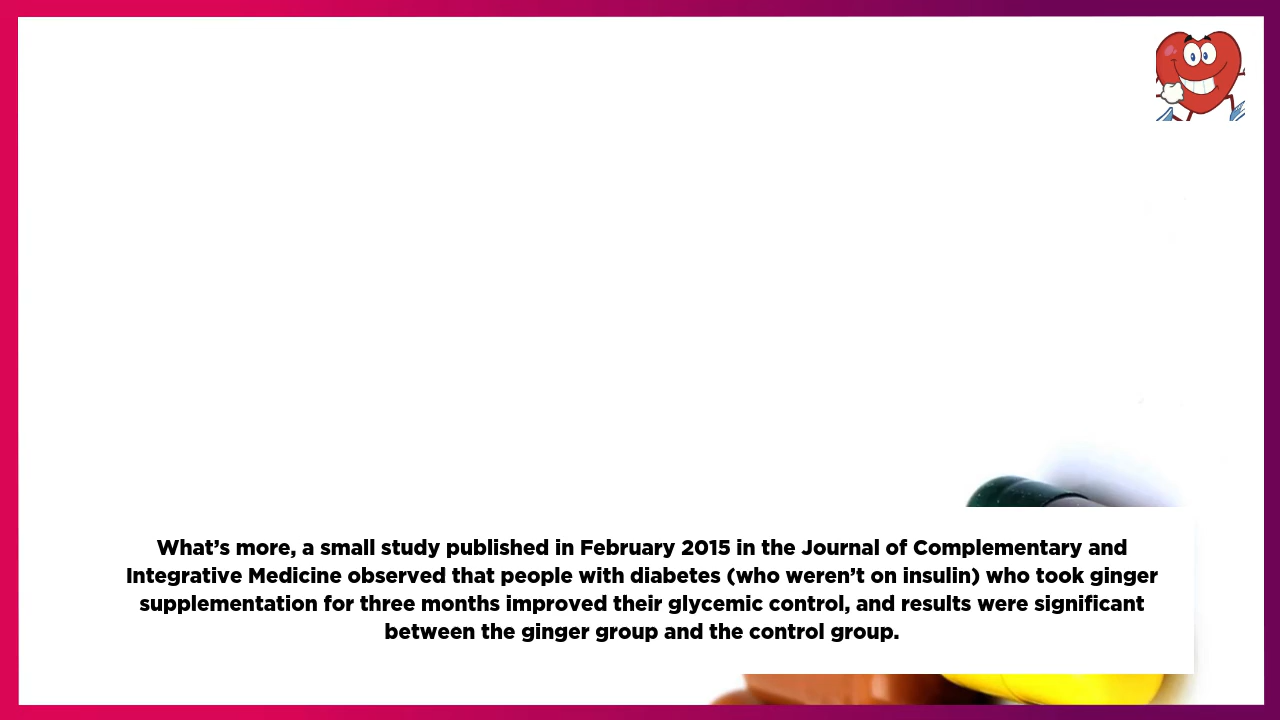 What’s more, a small study published in February 2015 in the Journal of Complementary and
Integrative Medicine observed that people with diabetes (who weren’t on insulin) who took ginger
supplementation for three months improved their glycemic control, and results were significant
between the ginger group and the control group.